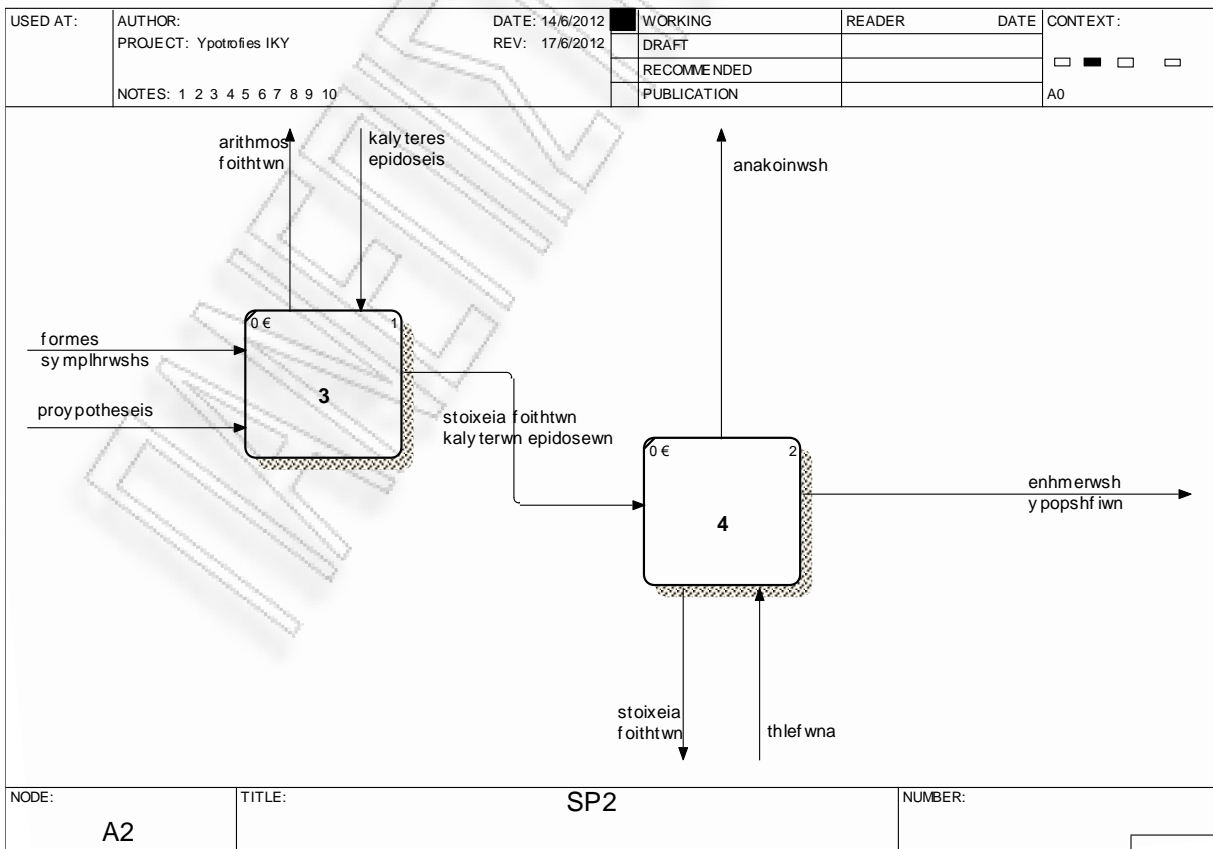 USED AT:
AUTHOR:
DATE: 14/6/2012
WORKING
READER
DATE
CONTEXT:
PROJECT: Ypotrofies IKY
REV: 17/6/2012
DRAFT
RECOMMENDED
NOTES: 1 2 3 4 5 6 7 8 9 10
PUBLICATION
A0
arithmos
foithtwn
kalyteres
epidoseis
anakoinwsh
0 €
1
3
formes
symplhrwshs
proypotheseis
stoixeia foithtwn
kalyterwn epidosewn
0 €
2
4
enhmerwsh
ypopshfiwn
stoixeia
foithtwn
thlefwna
NODE:
A2
TITLE:
SP2
NUMBER: